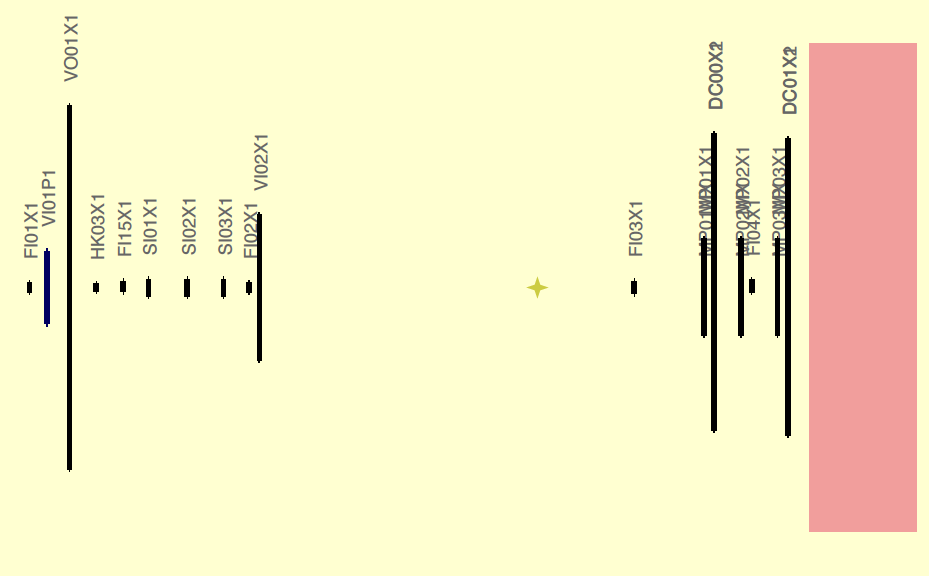 FI01X1
VI01P1
VO01X1
HK03X1
FI15X1
SI01X1
SI02X1
SI03X1
FI02X1
VI02X1
FI03X1
DC00X2
FI04X1
DC01X2